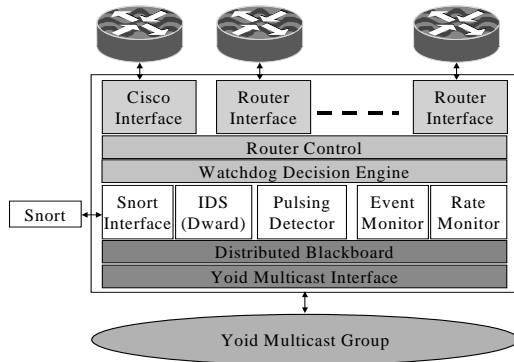 Cisco
Interface
Router
Interface
Router
Interface
Router Control
Watchdog Decision Engine
Snort
Snort
Interface
IDS
(Dward)
Pulsing
Detector
Event
Monitor
Rate
Monitor
Distributed Blackboard
Yoid Multicast Interface
Yoid Multicast Group